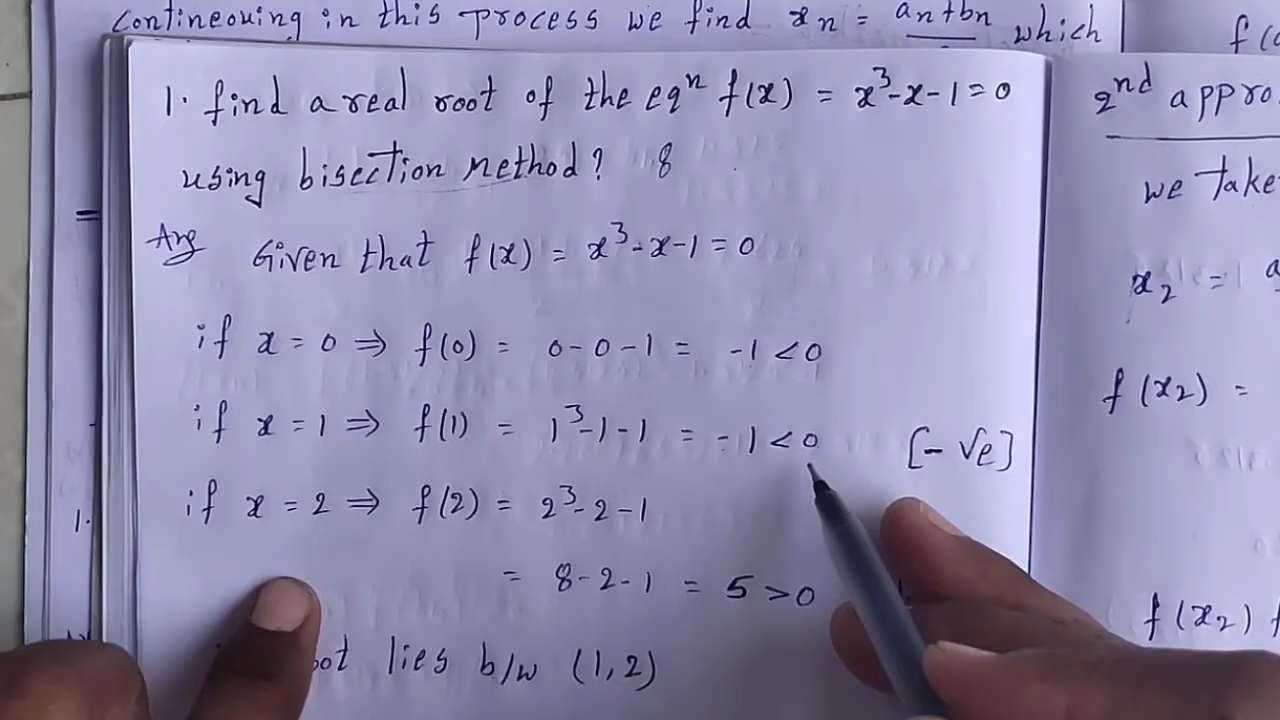 Contineouing in this process we find xn = an+bn which
1. find a real root of the eqⁿ f(x) = x³-x-1=0
using bisection method? 8
Ans Given that f(x) = x³-x-1=0
if x=0 ⇒ f(0) = 0-0-1 = -1<0
if x=1 ⇒ f(1) = 1³-1-1 = -1<0 [-ve]
if x=2 ⇒ f(2) = 2³-2-1
= 8-2-1 = 5>0
lies b/w (1,2)
=
1.
2nd appro
we take
x₂ =
f(x₂) =
f(x₂)